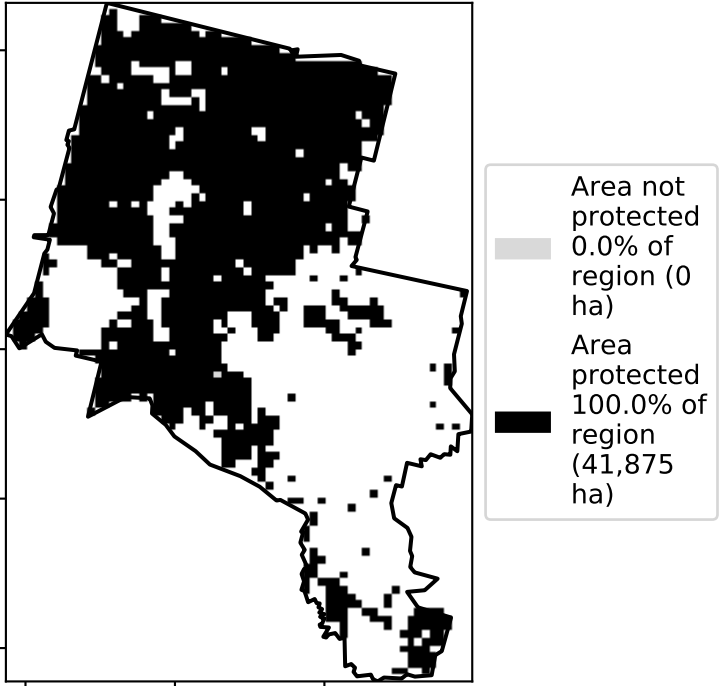 Area not
protected
0.0% of
region (0
ha)
Area
protected
100.0% of
region
(41,875
ha)